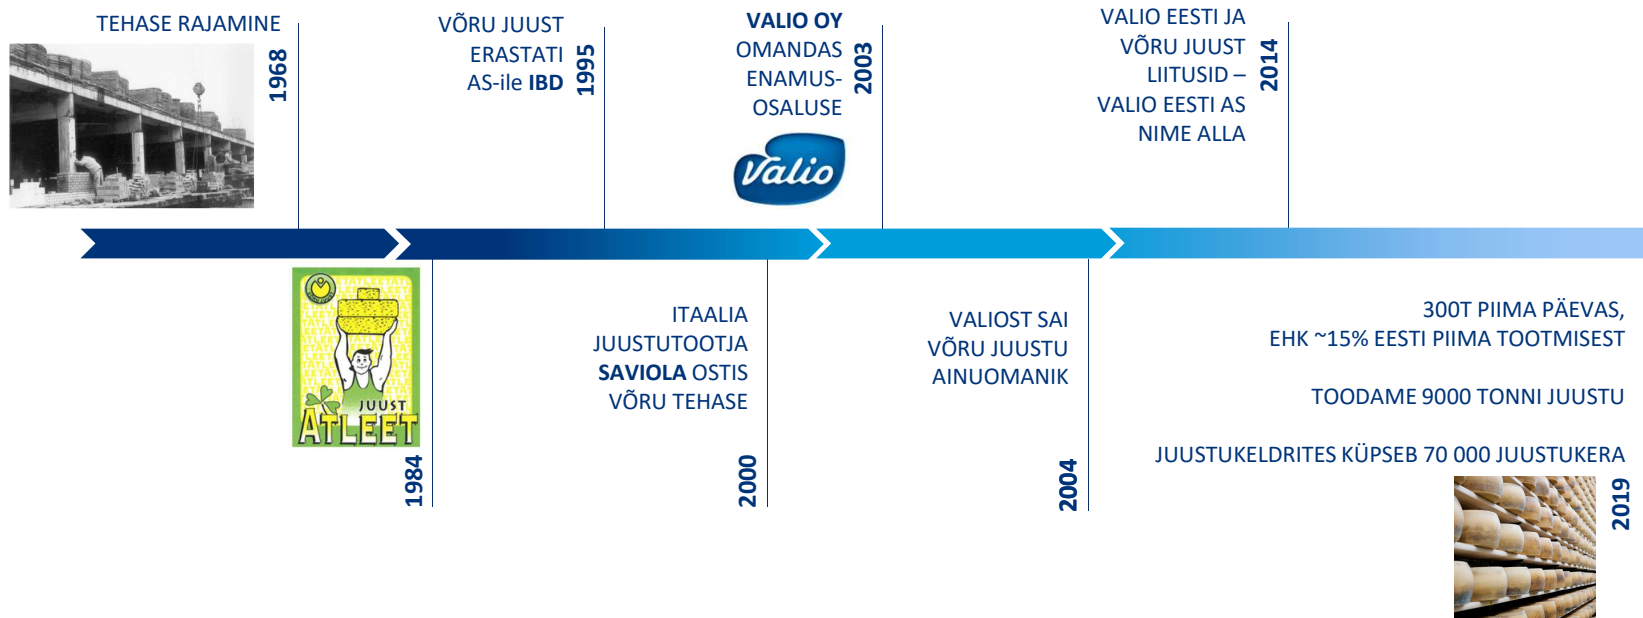 TEHASE RAJAMINE
1968
VÕRU JUUST
ERASTATI
AS-ile IBD
1995
VALIO OY
OMANDAS
ENAMUS-
OSALUSE
2003
Valio
VALIO EESTI JA
VÕRU JUUST
LIITUSID –
VALIO EESTI AS
NIME ALLA
2014
JUUST
ATLEET
1984
ITAALIA
JUUSTUTOOTJA
SAVIOLA OSTIS
VÕRU TEHASE
2000
VALIOST SAI
VÕRU JUUSTU
AINUOMANIK
2004
300T PIIMA PÄEVAS,
EHK ~15% EESTI PIIMA TOOTMISEST
TOODAME 9000 TONNI JUUSTU
JUUSTUKELDRITES KÜPSEB 70 000 JUUSTUKERA
2019